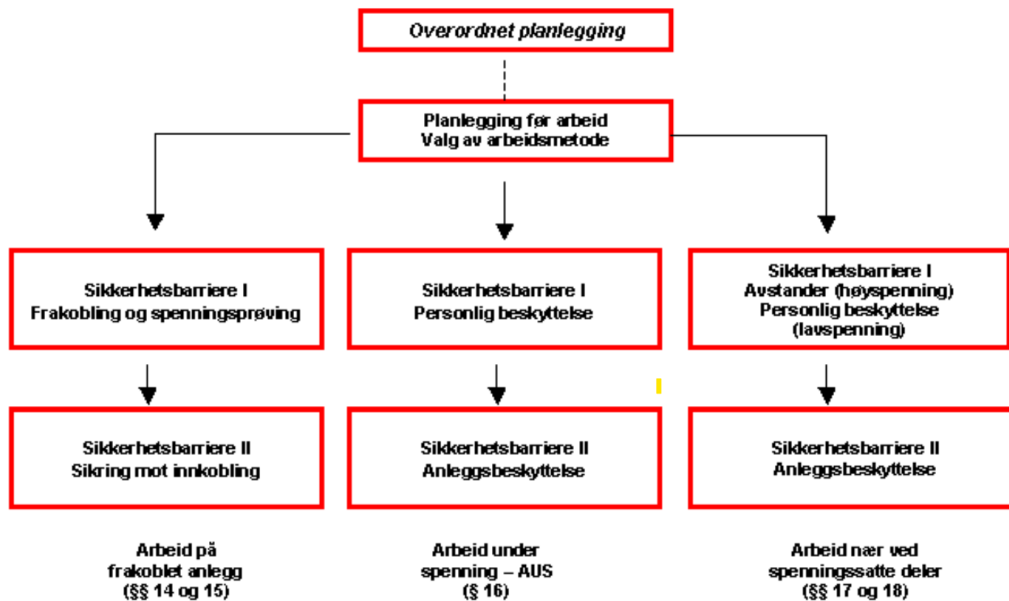 Overordnet planlegging
Planlegging før arbeid
Valg av arbeidsmetode
Sikkerhetsbarriere I
Frakobling og spenningsprøving
Sikkerhetsbarriere I
Personlig beskyttelse
Sikkerhetsbarriere I
Avstander (høyspenning)
Personlig beskyttelse
(lavspenning)
Sikkerhetsbarriere II
Sikring mot innkobling
Sikkerhetsbarriere II
Anleggsbeskyttelse
Sikkerhetsbarriere II
Anleggsbeskyttelse
Arbeid på
frakoblet anlegg
(§§ 14 og 15)
Arbeid under
spenning – AUS
(§ 16)
Arbeid nær ved
spenningssatte deler
(§§ 17 og 18)